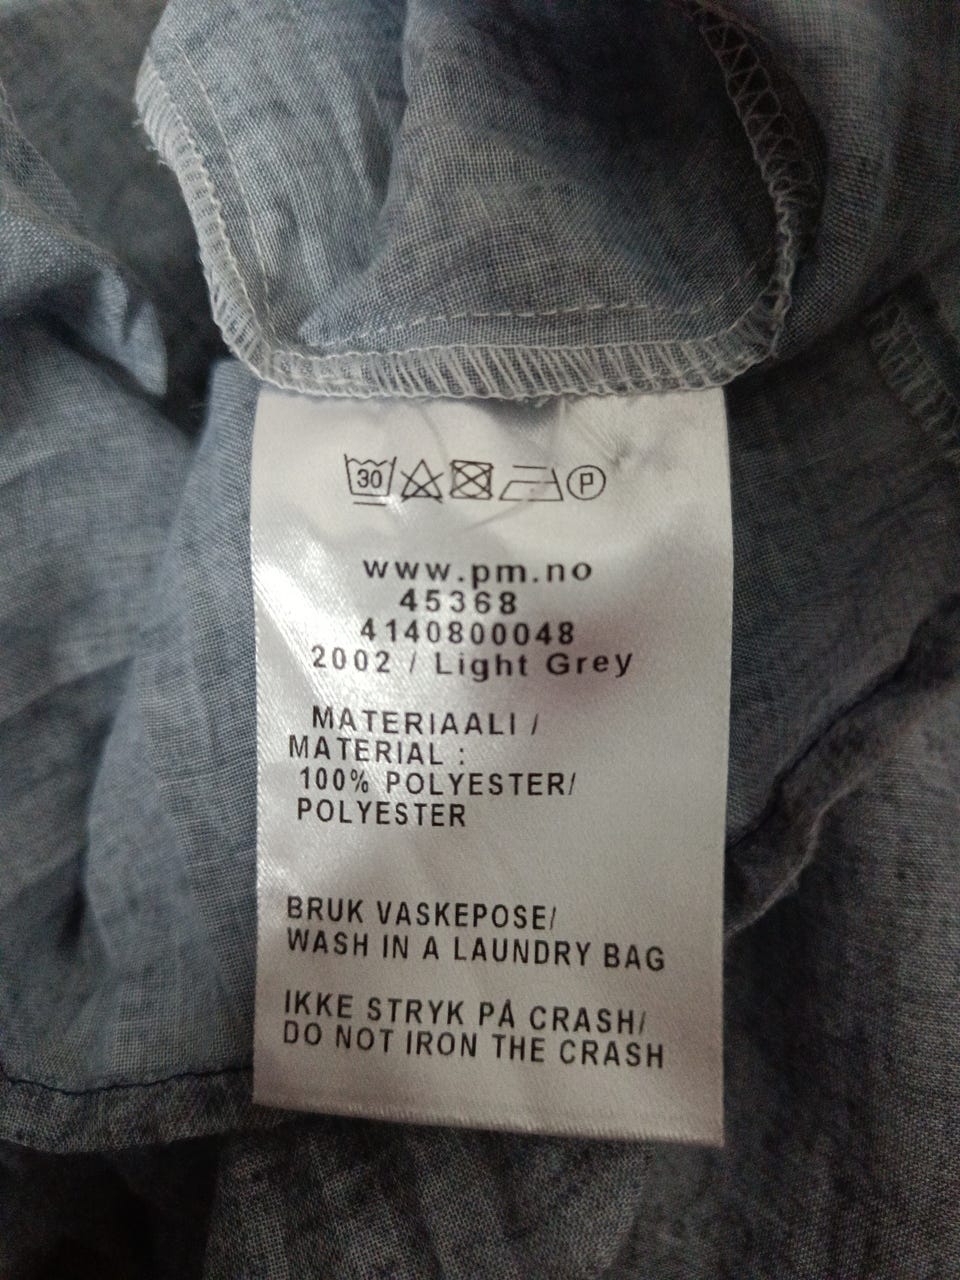 30 P
www.pm.no
45368
4140800048
2002 / Light Grey
MATERIAALI /
MATERIAL :
100% POLYESTER/
POLYESTER
BRUK VASKEPOSE/
WASH IN A LAUNDRY BAG
IKKE STRYK PÅ CRASH/
DO NOT IRON THE CRASH